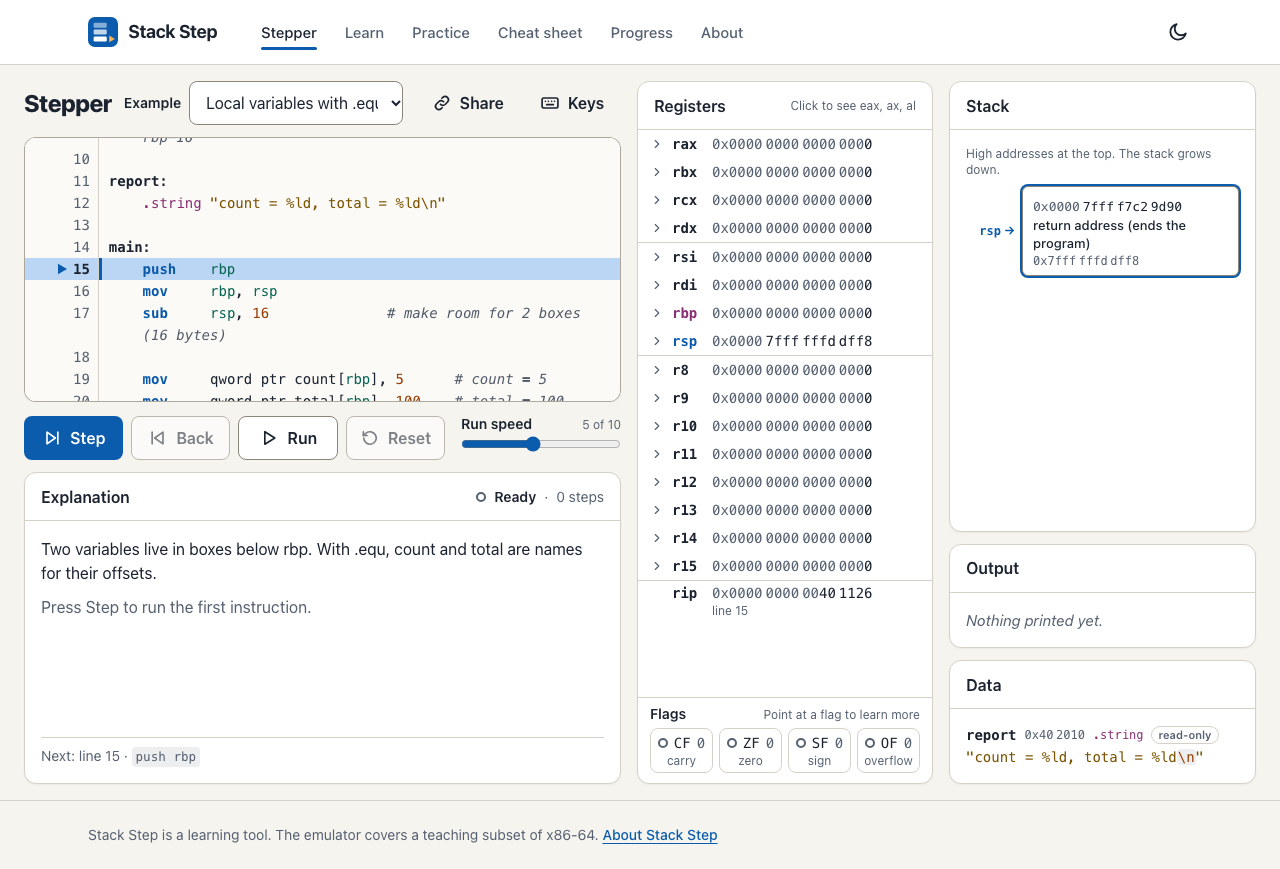 Stack Step
Stepper
Learn
Practice
Cheat sheet
Progress
About
Stepper
Example
Local variables with .equ
Share
Keys
10
11 report:
12 .string "count = %ld, total = %ld\n"
13
14 main:
15 push rbp
16 mov rbp, rsp
17 sub rsp, 16 # make room for 2 boxes
(16 bytes)
18
19 mov qword ptr count[rbp], 5 # count = 5
20 mov qword ptr total[rbp], 100 # total = 100
Step
Back
Run
Reset
Run speed
5 of 10
Explanation
Ready · 0 steps
Two variables live in boxes below rbp. With .equ, count and total are names
for their offsets.
Press Step to run the first instruction.
Next: line 15 · push rbp
Registers
Click to see eax, ax, al
rax 0x0000 0000 0000 0000
rbx 0x0000 0000 0000 0000
rcx 0x0000 0000 0000 0000
rdx 0x0000 0000 0000 0000
rsi 0x0000 0000 0000 0000
rdi 0x0000 0000 0000 0000
rbp 0x0000 0000 0000 0000
rsp 0x0000 7fff fffd dff8
r8 0x0000 0000 0000 0000
r9 0x0000 0000 0000 0000
r10 0x0000 0000 0000 0000
r11 0x0000 0000 0000 0000
r12 0x0000 0000 0000 0000
r13 0x0000 0000 0000 0000
r14 0x0000 0000 0000 0000
r15 0x0000 0000 0000 0000
rip 0x0000 0000 0040 1126
line 15
Flags
Point at a flag to learn more
CF 0
carry
ZF 0
zero
SF 0
sign
OF 0
overflow
Stack
High addresses at the top. The stack grows
down.
rsp →
0x0000 7fff f7c2 9d90
return address (ends the
program)
0x7fff fffd dff8
Output
Nothing printed yet.
Data
report 0x40 2010 .string read-only
"count = %ld, total = %ld\n"
Stack Step is a learning tool. The emulator covers a teaching subset of x86-64. About Stack Step